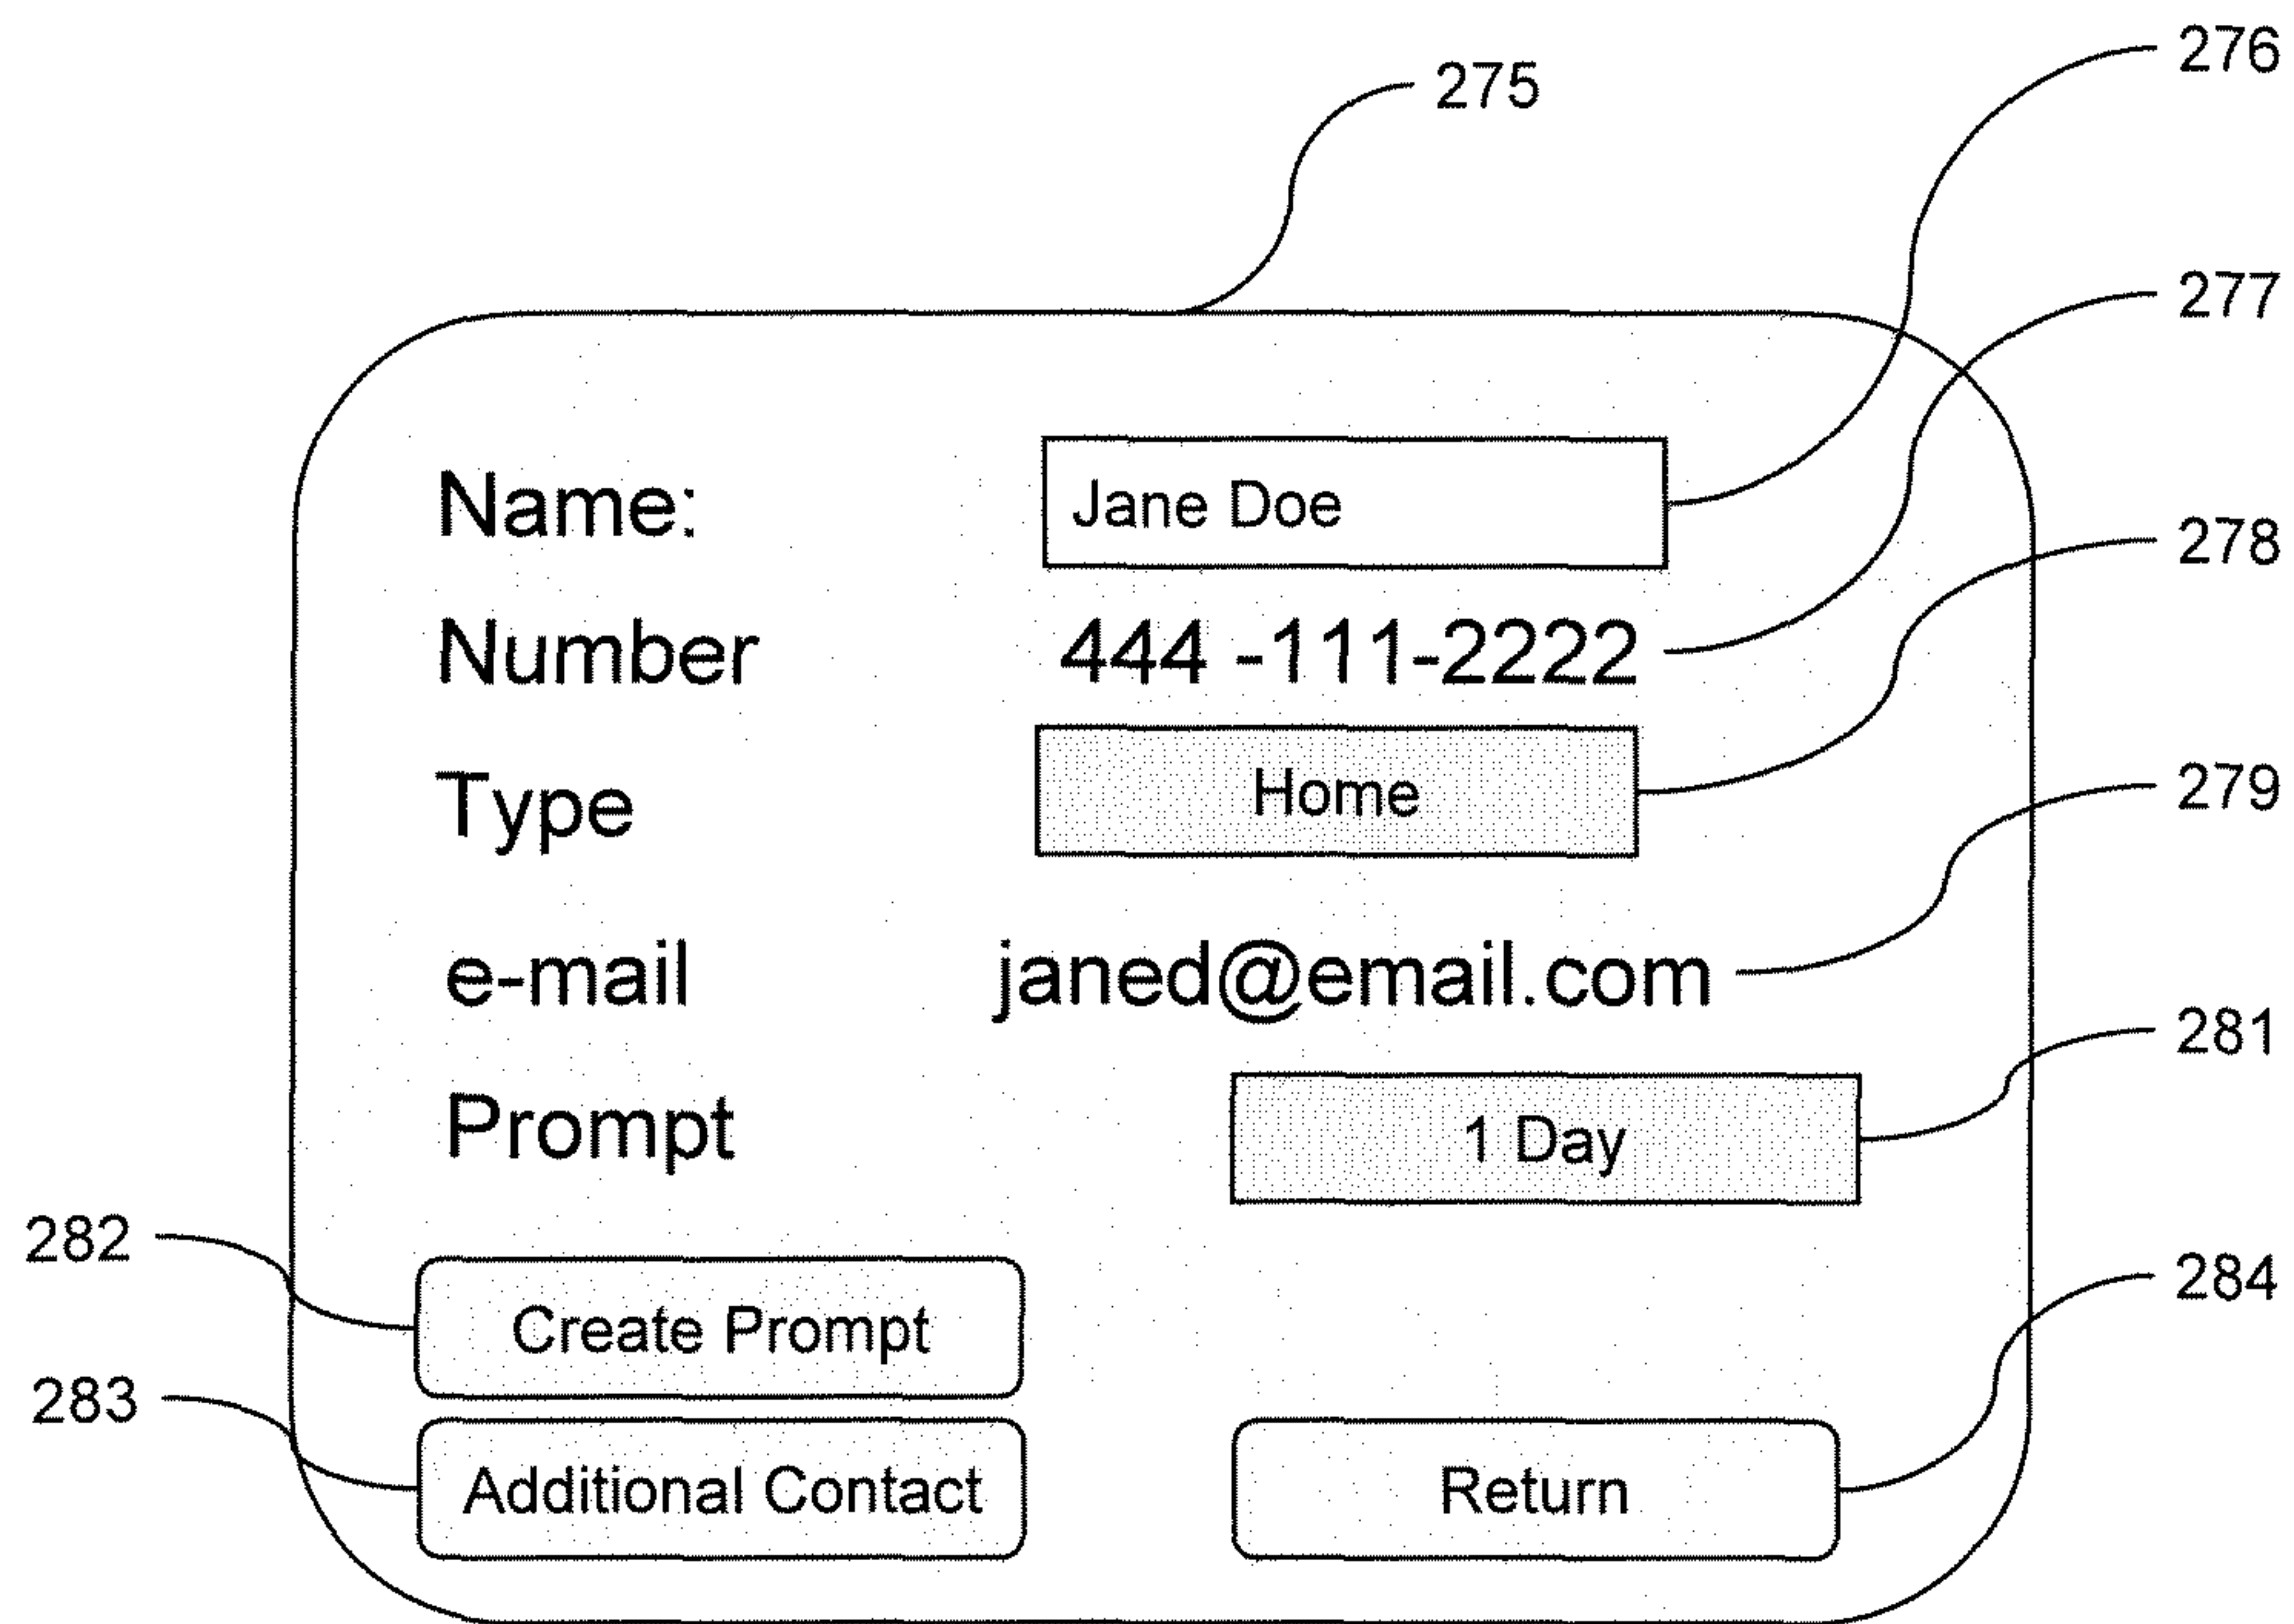 276
275
277
Name: Jane Doe
278
Number 444 -111-2222
Type Home
279
e-mail janed@email.com
281
Prompt 1 Day
282
284
Create Prompt
283
Additional Contact Return